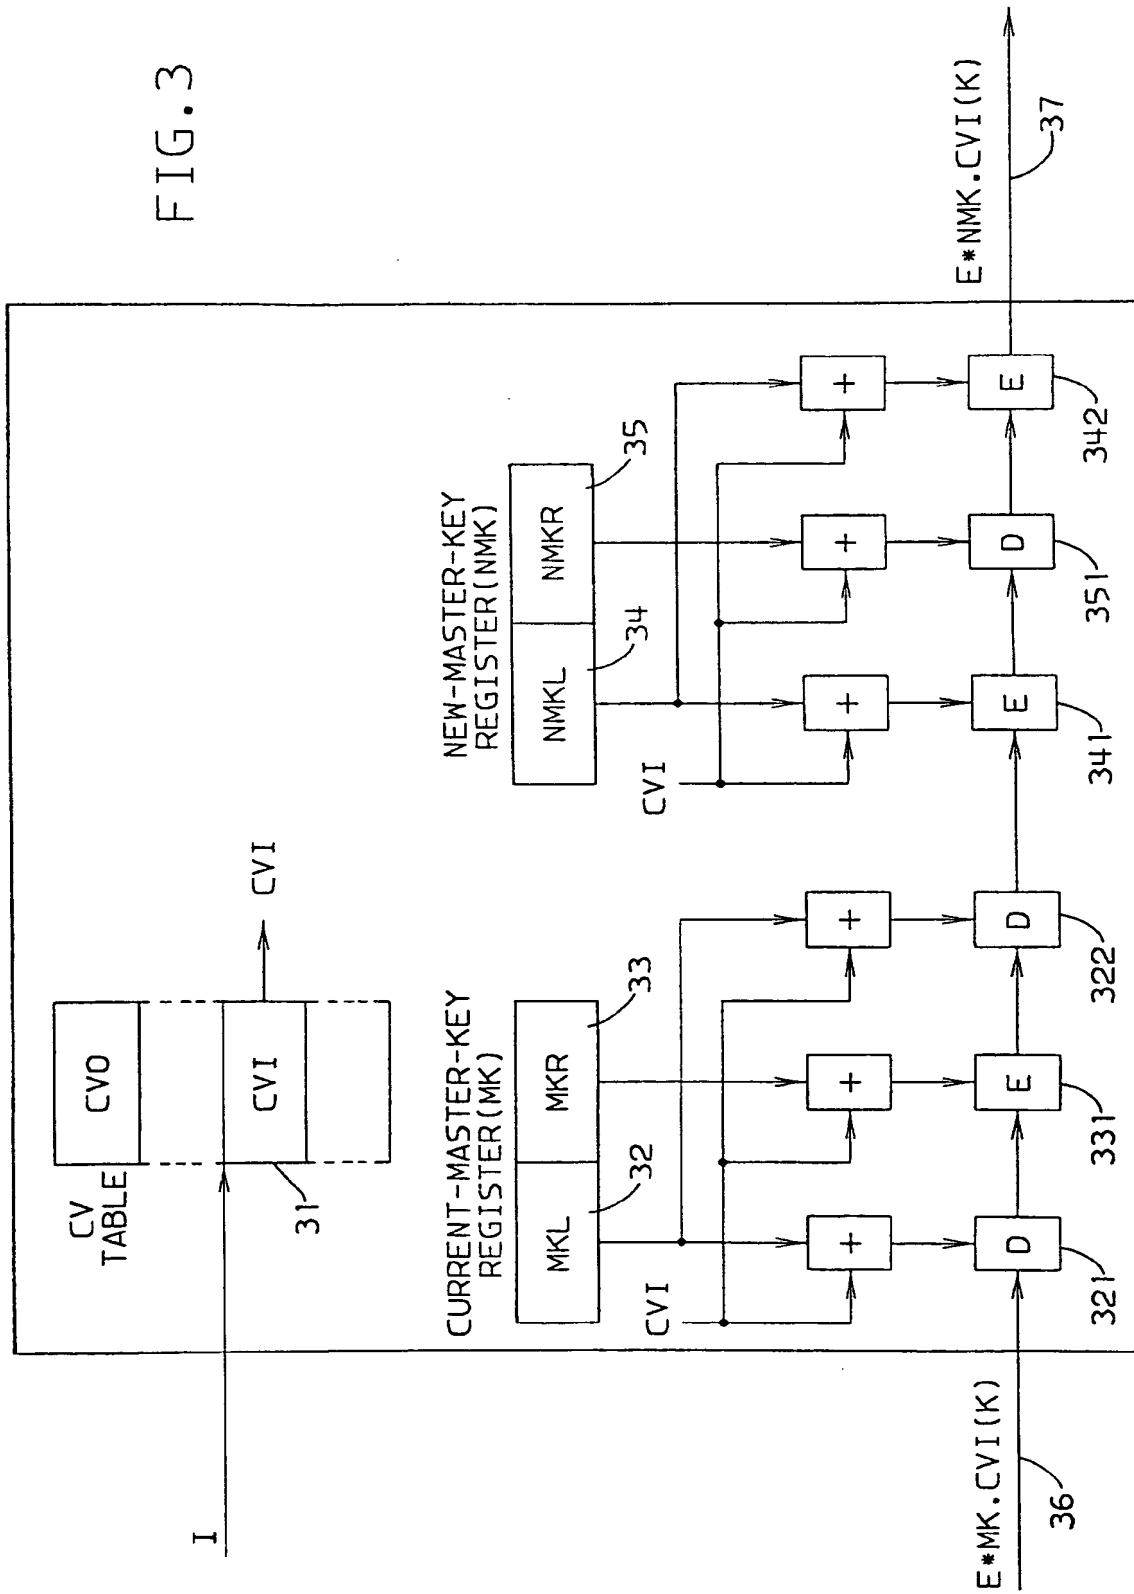 FIG.3
I
CV
TABLE
CV0
CVI
CVI
31
CURRENT-MASTER-KEY
REGISTER(MK)
MKL
MKR
32
33
NEW-MASTER-KEY
REGISTER(NMK)
NMKL
NMKR
34
35
CVI
CVI
+
+
+
+
+
+
E*MK.CVI(K)
D
E
D
E
D
E
E*NMK.CVI(K)
36
321
331
322
341
351
342
37